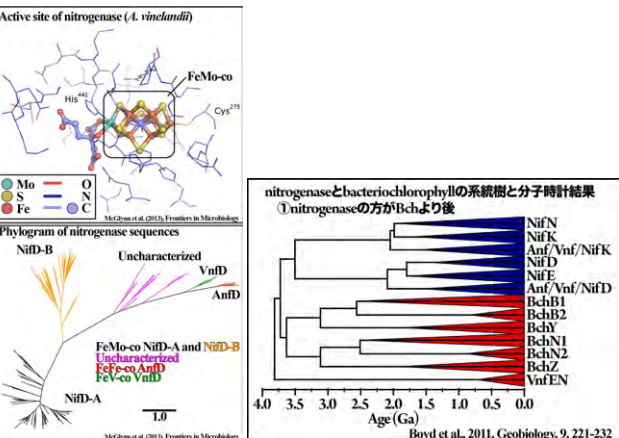 Active site of nitrogenase (A. vinelandii)
FeMo-co
His442
Cys275
Mo O
S N
Fe C
McGlynn et al. (2013), Frontiers in Microbiology
Phylogram of nitrogenase sequences
NifD-B
Uncharacterized
VnfD
AnfD
FeMo-co NifD-A and NifD-B
Uncharacterized
FeFe-co AnfD
FeV-co VnfD
NifD-A
1.0
McGlynn et al. (2013), Frontiers in Microbiology
nitrogenaseとbacteriochlorophyllの系統樹と分子時計結果
①nitrogenaseの方がBchより後
NifN
NifK
Anf/Vnf/NifK
NifD
NifE
Anf/Vnf/NifD
BchB1
BchB2
BchY
BchN1
BchN2
BchZ
VnfEN
4.0 3.5 3.0 2.5 2.0 1.5 1.0 0.5 0.0
Age (Ga)
Boyd et al., 2011, Geobiology, 9, 221-232